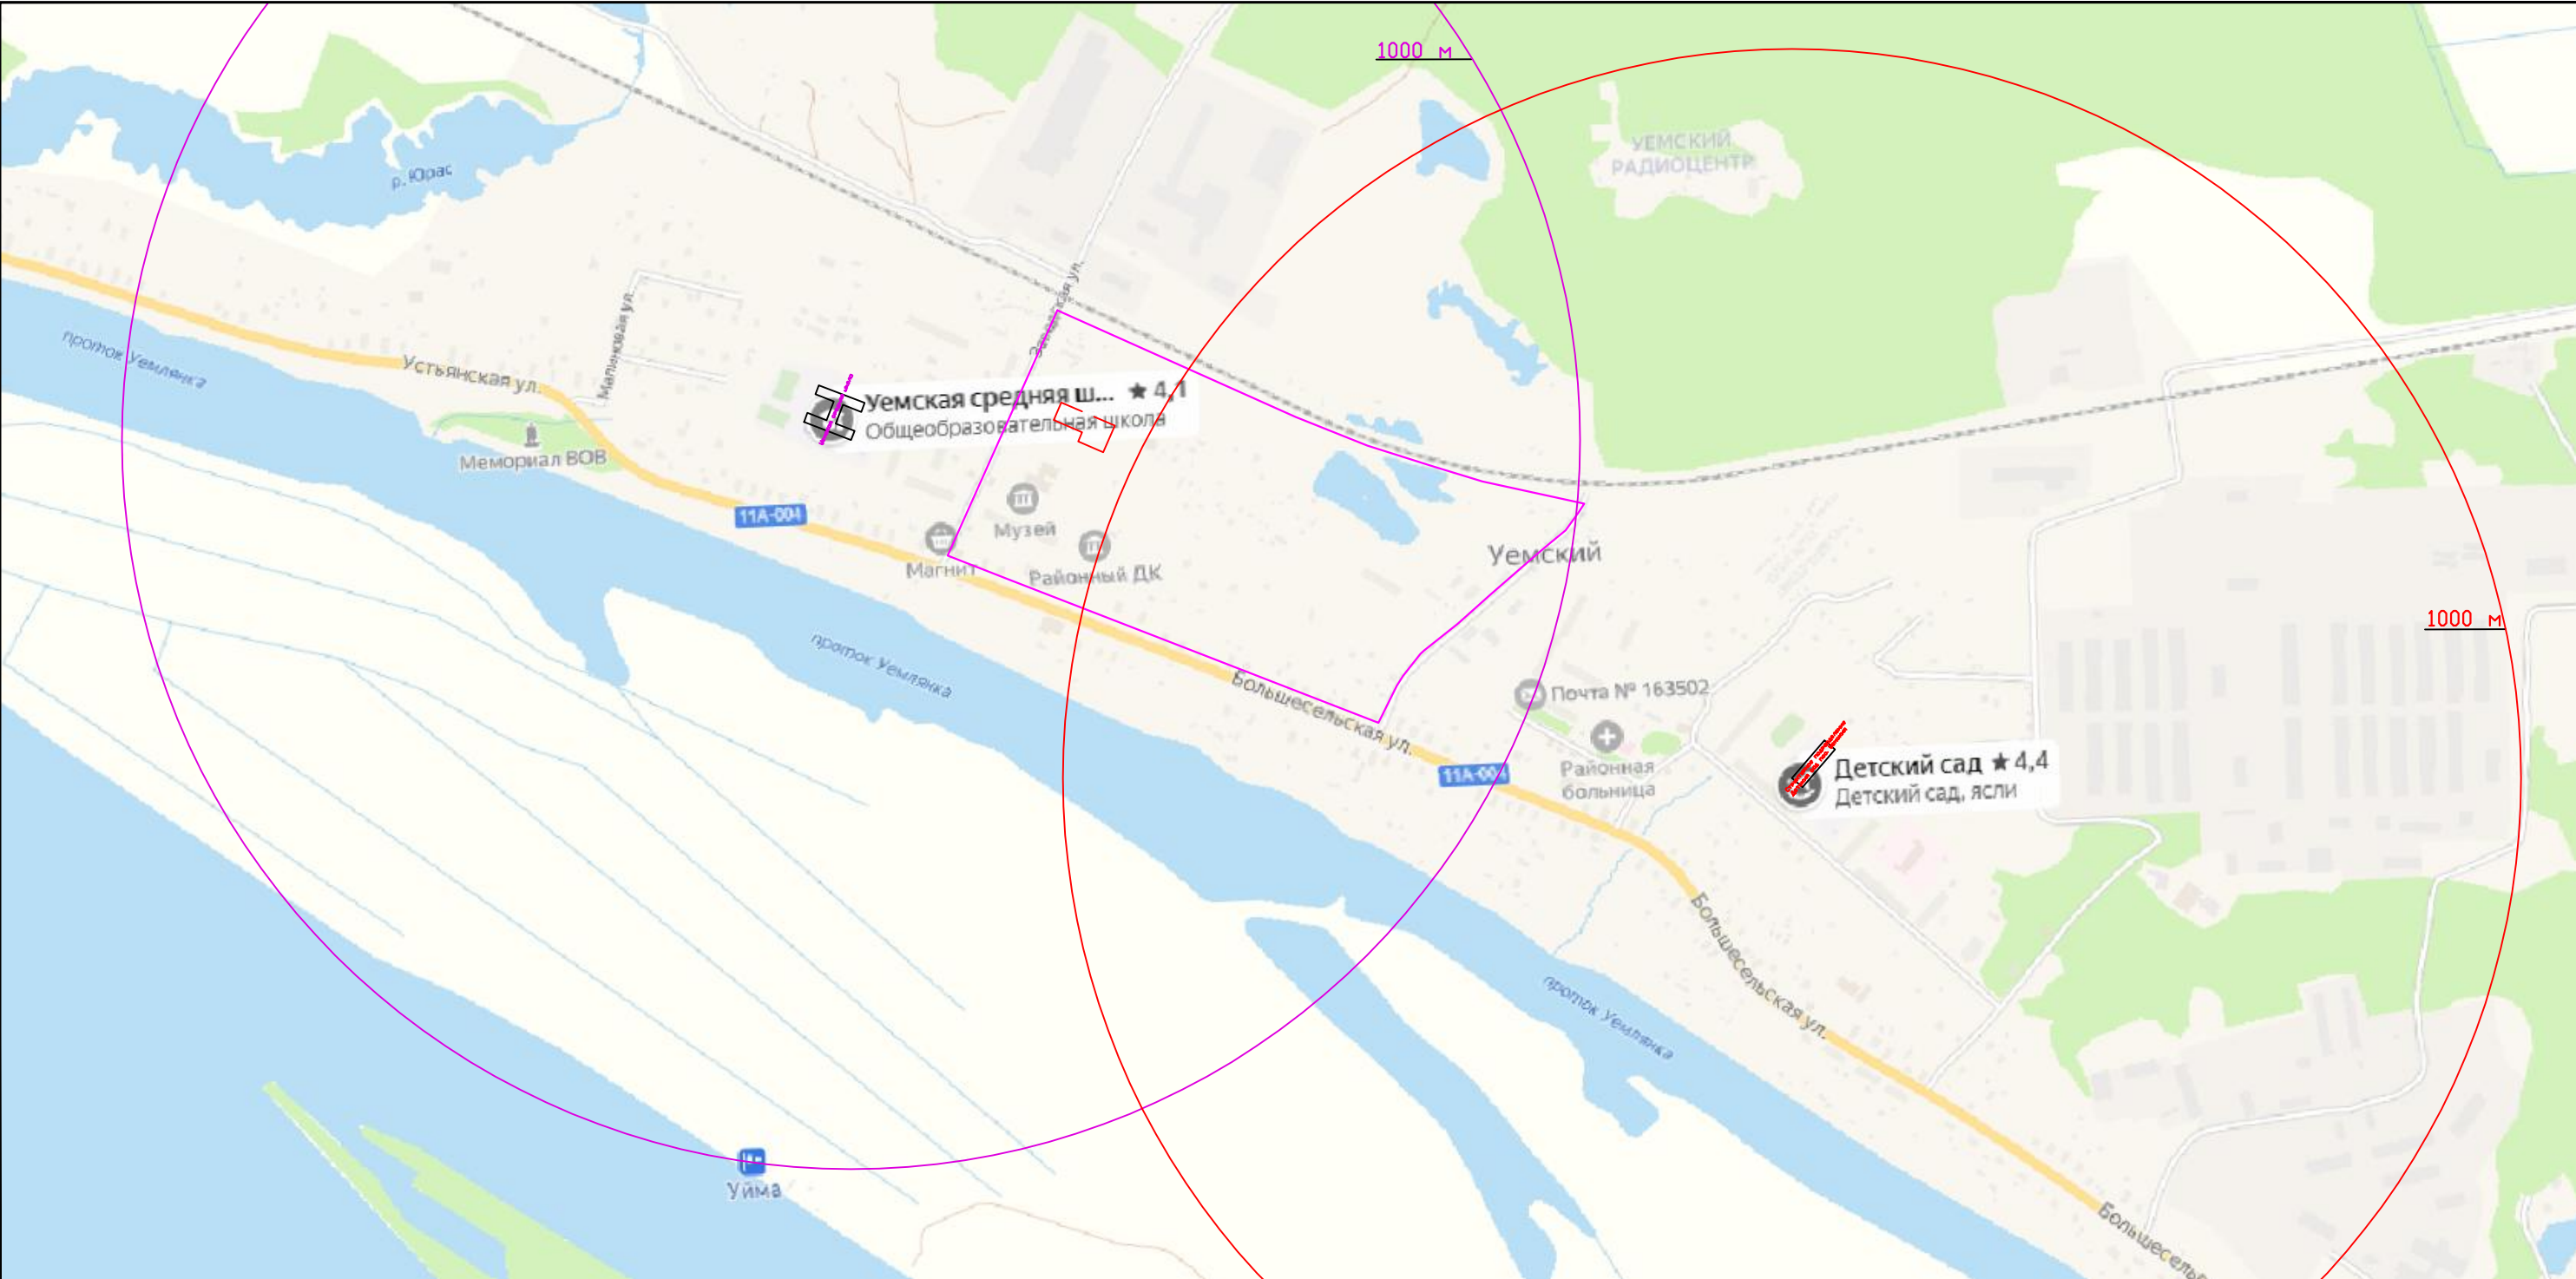 1000 м
УЕМСКИЙ
РАДИОЦЕНТР
р. Юрас
Заводская ул.
Малиновая ул.
проток Уемлянка
Устьянская ул.
Уемская средняя ш... ★ 4,1
Общеобразовательная школа
Мемориал ВОВ
11А-004
Музей
Магнит
Районный ДК
Уемский
1000 м
проток Уемлянка
Большесельская ул.
Почта № 163502
11А-004
Районная
больница
Детский сад ★ 4,4
Детский сад, ясли
Большесельская ул.
проток Уемлянка
Уйма
Большесель